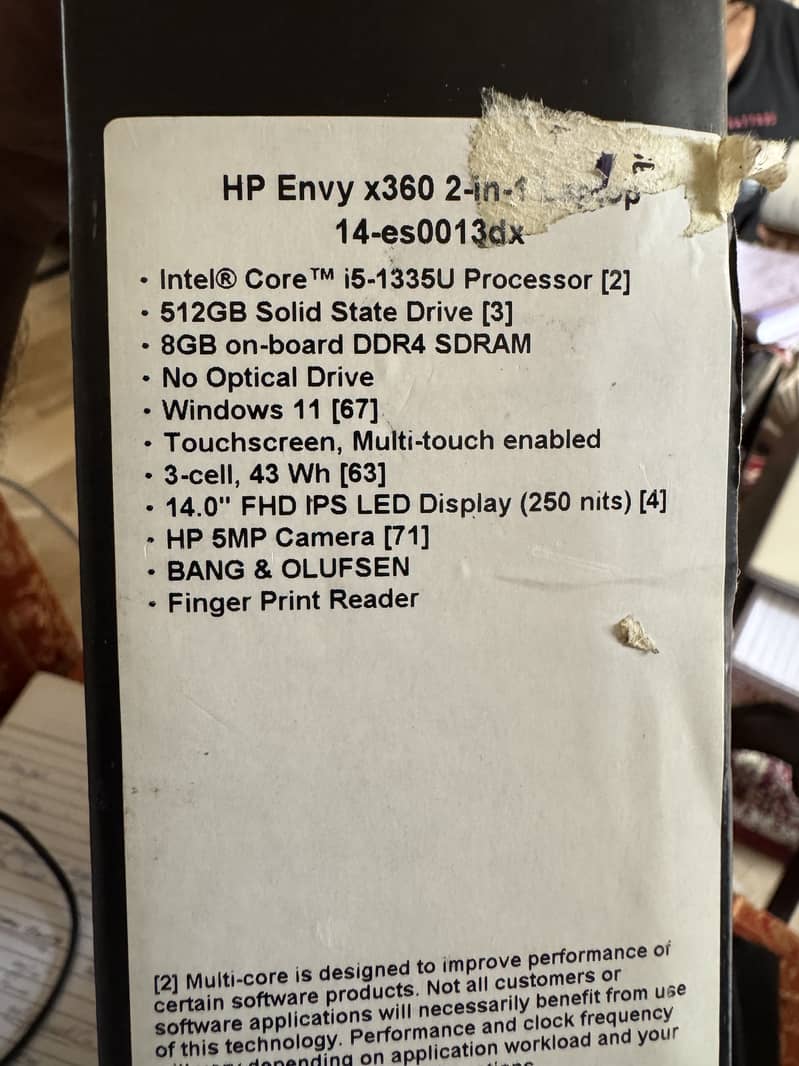 HP Envy x360 2-in-1 Laptop
14-es0013dx
• Intel® Core™ i5-1335U Processor [2]
• 512GB Solid State Drive [3]
• 8GB on-board DDR4 SDRAM
• No Optical Drive
• Windows 11 [67]
• Touchscreen, Multi-touch enabled
• 3-cell, 43 Wh [63]
• 14.0" FHD IPS LED Display (250 nits) [4]
• HP 5MP Camera [71]
• BANG & OLUFSEN
• Finger Print Reader
[2] Multi-core is designed to improve performance of
certain software products. Not all customers or
software applications will necessarily benefit from use
of this technology. Performance and clock frequency
depending on application workload and your